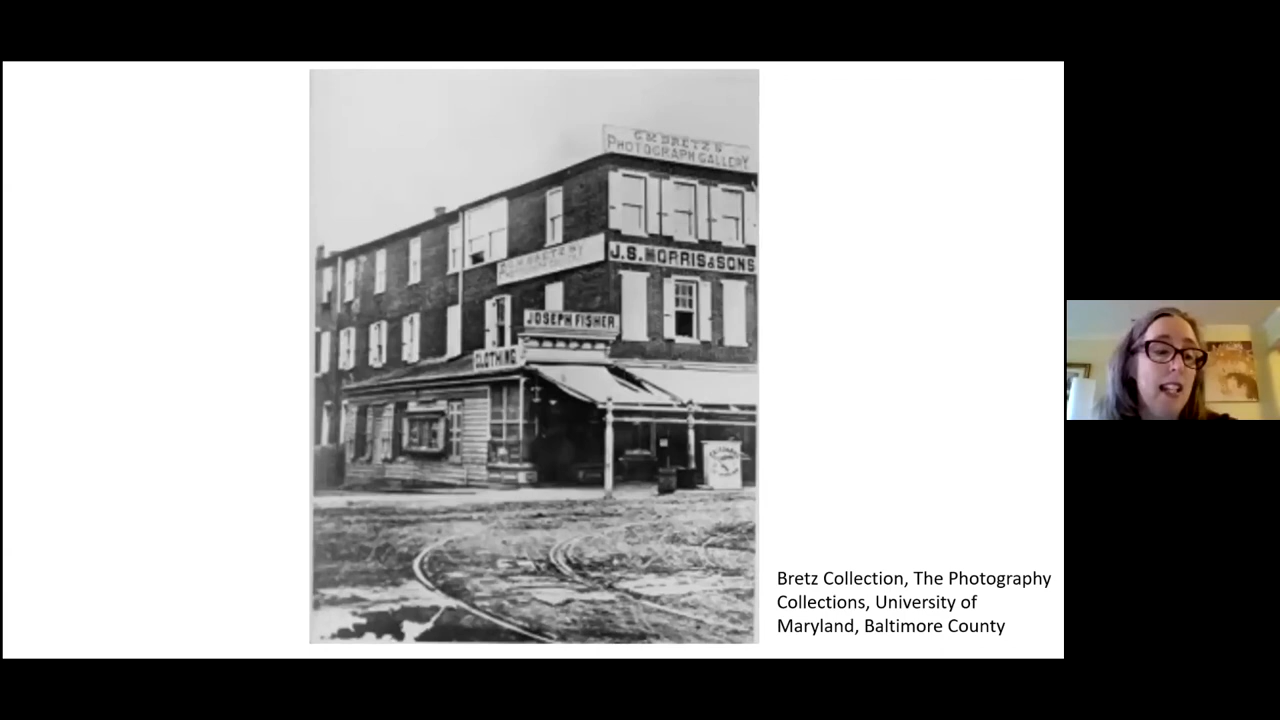 G.M. BRETZ'S
PHOTOGRAPH GALLERY
J.S. MORRIS & SONS
JOSEPH FISHER
CLOTHING
Bretz Collection, The Photography
Collections, University of
Maryland, Baltimore County